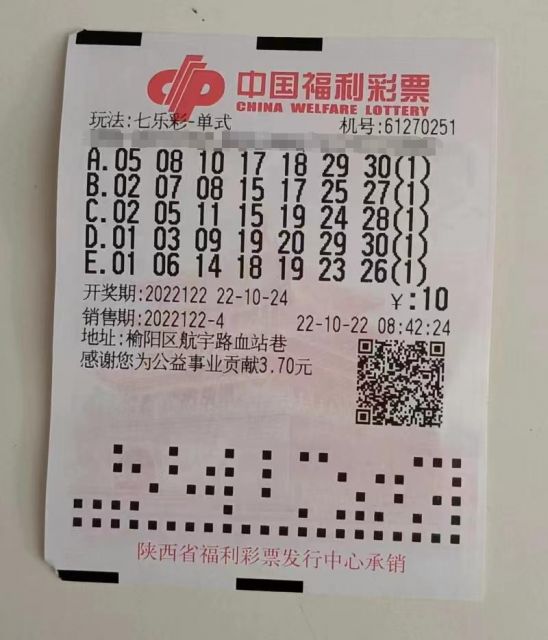 中国福利彩票
CHINA WELFARE LOTTERY
玩法:七乐彩-单式 机号:61270251
A.05 08 10 17 18 29 30(1)
B.02 07 08 15 17 25 27(1)
C.02 05 11 15 19 24 28(1)
D.01 03 09 19 20 29 30(1)
E.01 06 14 18 19 23 26(1)
开奖期:2022122 22-10-24 ¥:10
销售期:2022122-4 22-10-22 08:42:24
地址:榆阳区航宇路血站巷
感谢您为公益事业贡献3.70元
陕西省福利彩票发行中心承销